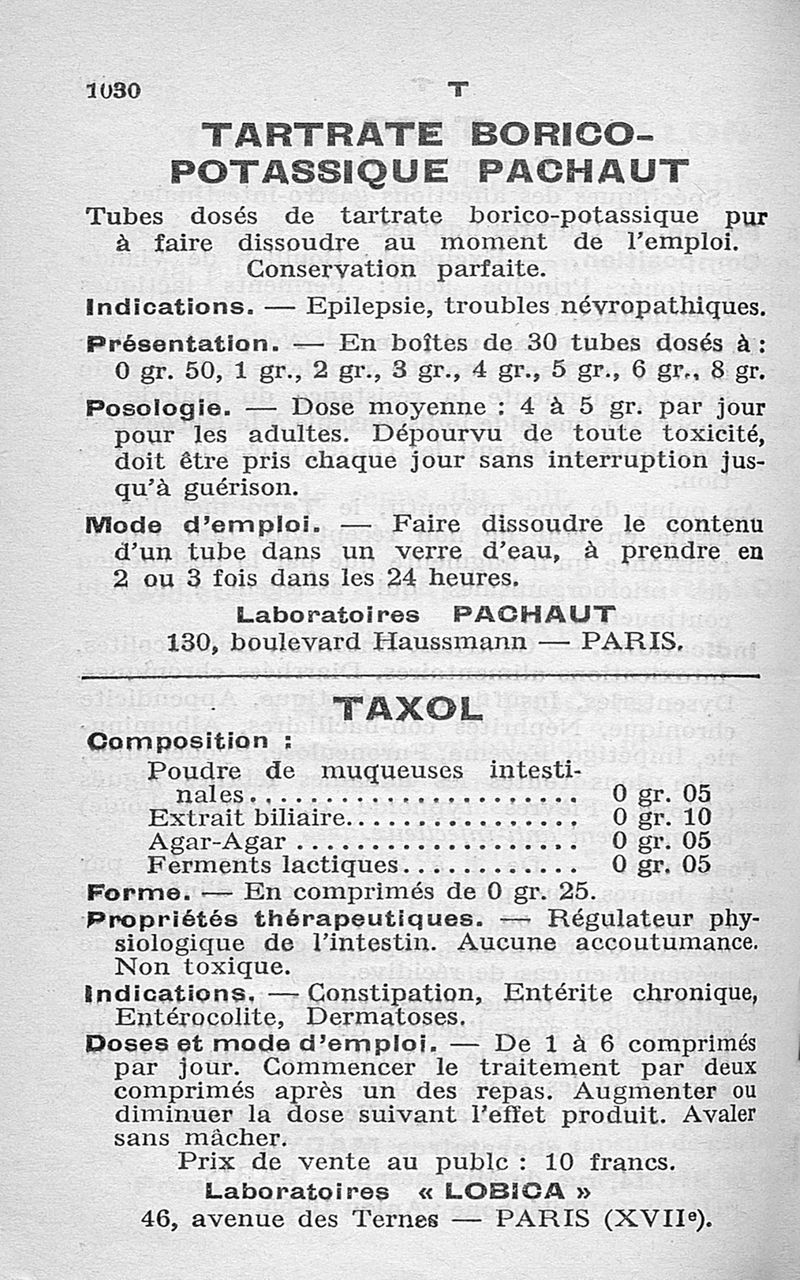 1030
T
TARTRATE BORICO-
POTASSIQUE PACHAUT
Tubes dosés de tartrate borico-potassique pur
à faire dissoudre au moment de l'emploi.
Conservation parfaite.
Indications. — Epilepsie, troubles névropathiques.
Présentation. — En boîtes de 30 tubes dosés à :
0 gr. 50, 1 gr., 2 gr., 3 gr., 4 gr., 5 gr., 6 gr., 8 gr.
Posologie. — Dose moyenne : 4 à 5 gr. par jour
pour les adultes. Dépourvu de toute toxicité,
doit être pris chaque jour sans interruption jus-
qu'à guérison.
Mode d'emploi. — Faire dissoudre le contenu
d'un tube dans un verre d'eau, à prendre en
2 ou 3 fois dans les 24 heures.
Laboratoires PACHAUT
130, boulevard Haussmann — PARIS.
TAXOL
Composition :
Poudre de muqueuses intesti-
nales...................... 0 gr. 05
Extrait biliaire................ 0 gr. 10
Agar-Agar ................... 0 gr. 05
Ferments lactiques............ 0 gr. 05
Forme. — En comprimés de 0 gr. 25.
Propriétés thérapeutiques. — Régulateur phy-
siologique de l'intestin. Aucune accoutumance.
Non toxique.
Indications. — Constipation, Entérite chronique,
Entérocolite, Dermatoses.
Doses et mode d'emploi. — De 1 à 6 comprimés
par jour. Commencer le traitement par deux
comprimés après un des repas. Augmenter ou
diminuer la dose suivant l'effet produit. Avaler
sans mâcher.
Prix de vente au publc : 10 francs.
Laboratoires « LOBICA »
46, avenue des Ternes — PARIS (XVIIe).